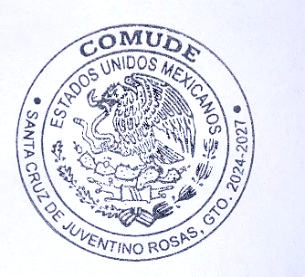 COMUDE
ESTADOS UNIDOS MEXICANOS
SANTA CRUZ DE JUVENTINO ROSAS, GTO. 2024-2027